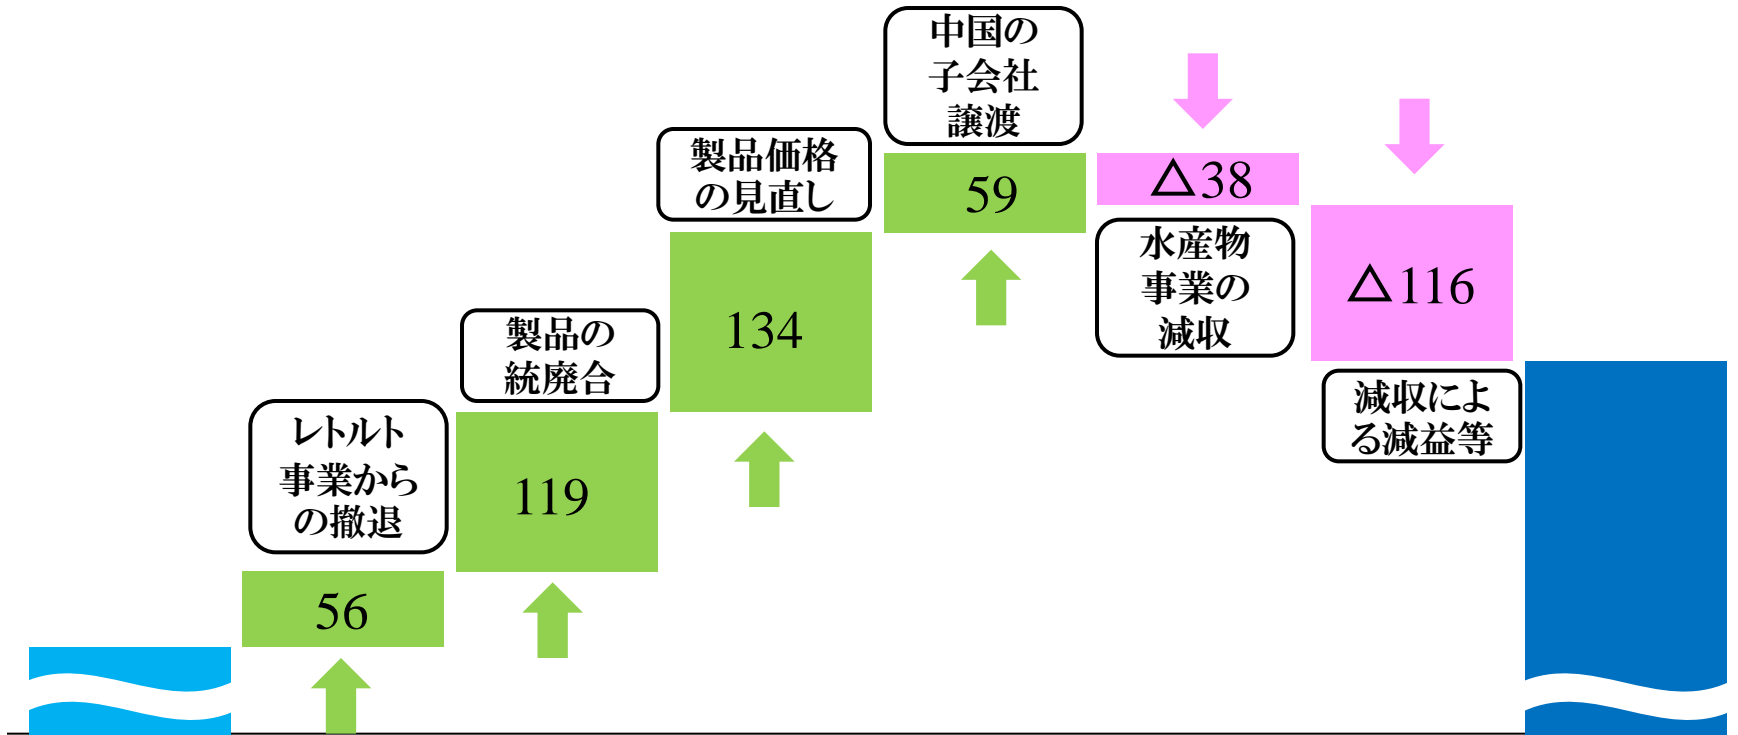 レトルト
事業から
の撤退
56
製品の
統廃合
119
製品価格
の見直し
134
中国の
子会社
譲渡
59
△38
水産物
事業の
減収
△116
減収によ
る減益等